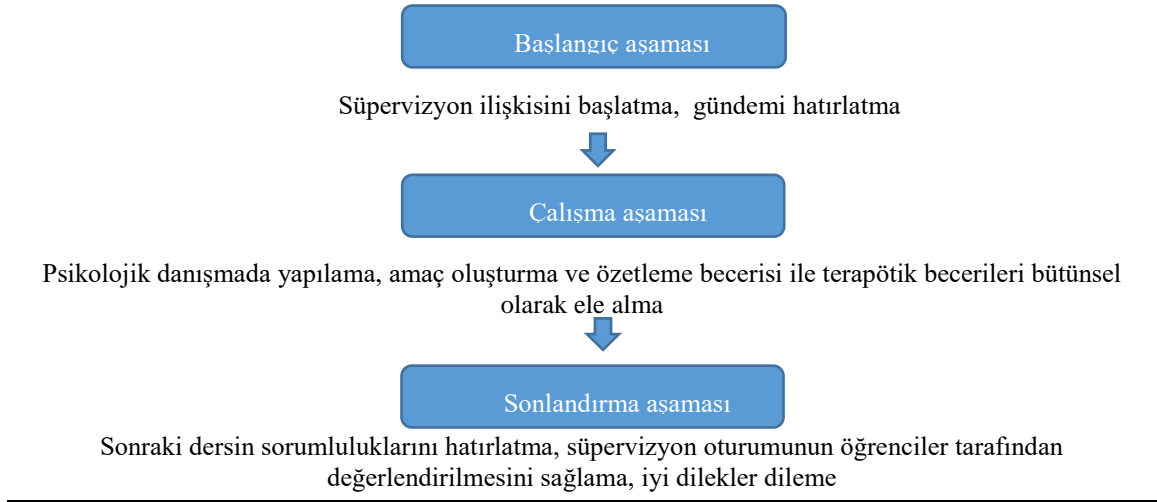 Başlangıç aşaması
Süpervizyon ilişkisini başlatma, gündemi hatırlatma
Çalışma aşaması
Psikolojik danışmada yapılama, amaç oluşturma ve özetleme becerisi ile terapötik becerileri bütünsel
olarak ele alma
Sonlandırma aşaması
Sonraki dersin sorumluluklarını hatırlatma, süpervizyon oturumunun öğrenciler tarafından
değerlendirilmesini sağlama, iyi dilekler dileme